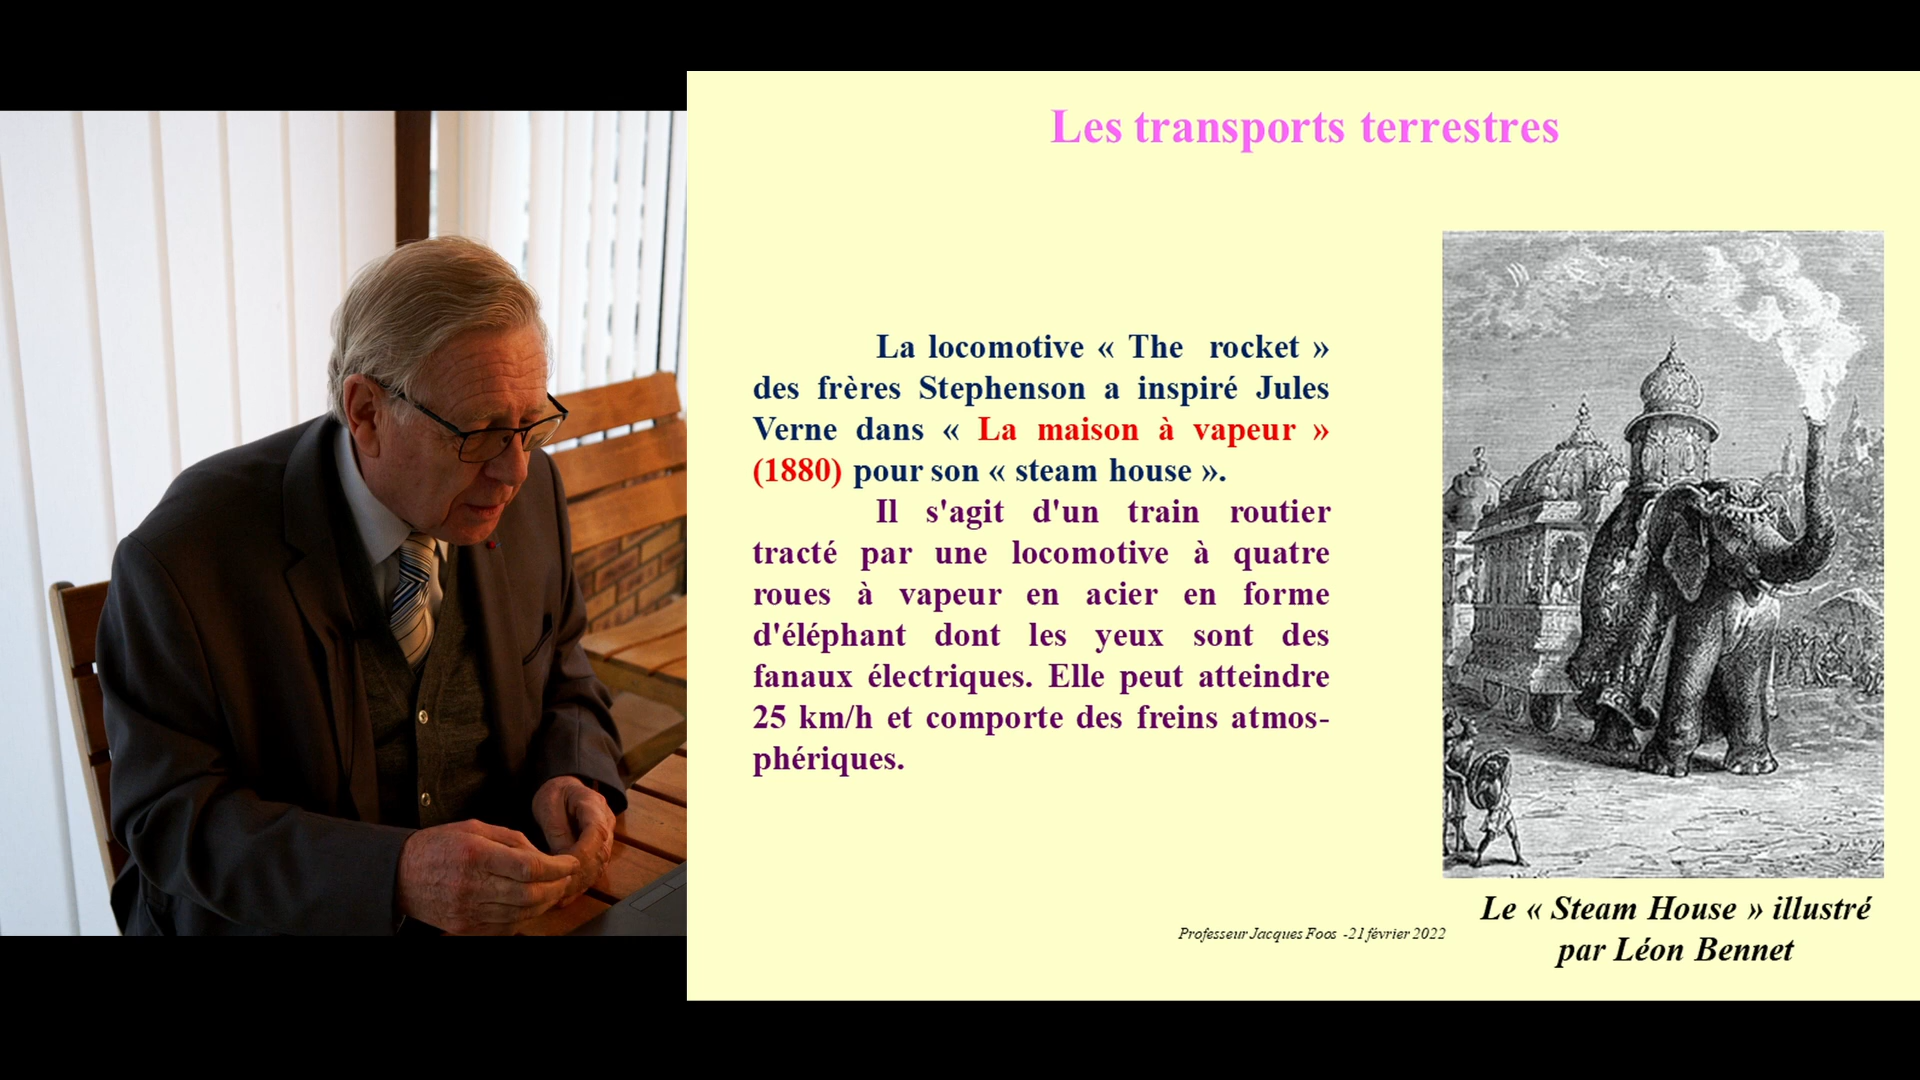 Les transports terrestres
La locomotive « The rocket »
des frères Stephenson a inspiré Jules
Verne dans « La maison à vapeur »
(1880) pour son « steam house ».
Il s'agit d'un train routier
tracté par une locomotive à quatre
roues à vapeur en acier en forme
d'éléphant dont les yeux sont des
fanaux électriques. Elle peut atteindre
25 km/h et comporte des freins atmos-
phériques.
Le « Steam House » illustré
par Léon Bennet
Professeur Jacques Foos -21 février 2022